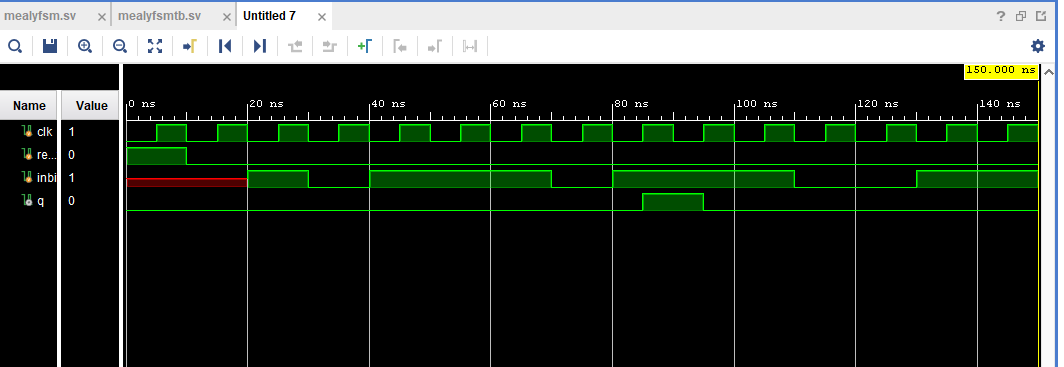 mealyfsm.sv × mealyfsmtb.sv × Untitled 7 ×
?
150.000 ns
Name Value
0 ns 20 ns 40 ns 60 ns 80 ns 100 ns 120 ns 140 ns
clk 1
re... 0
inbi 1
q 0